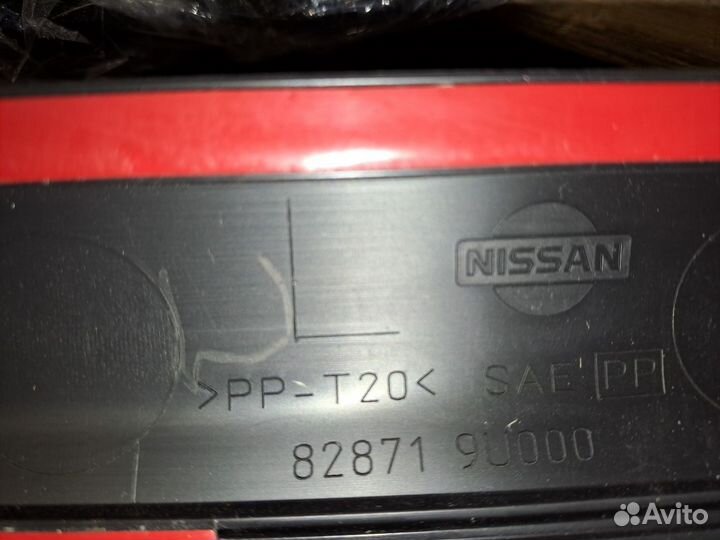 NISSAN
L
>PP-T20< SAE PP
82871 9U000
Avito